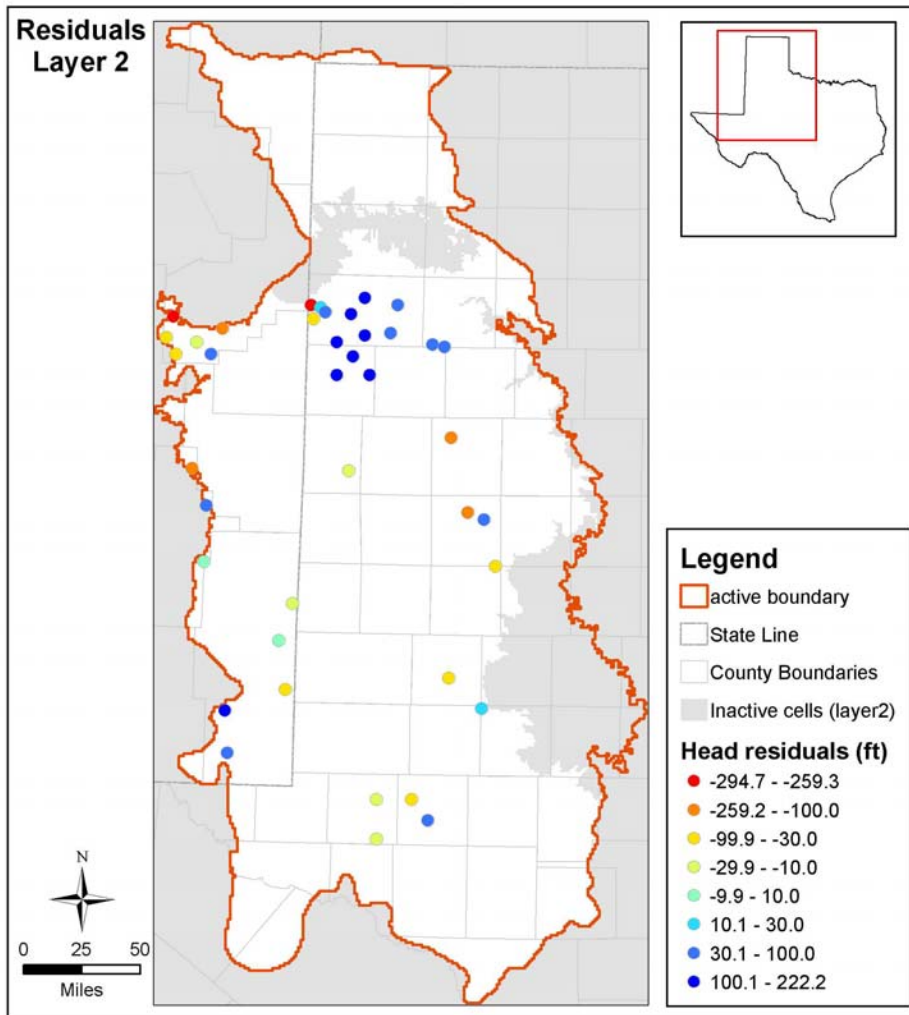 Residuals
Layer 2
Legend
active boundary
State Line
County Boundaries
Inactive cells (layer2)
Head residuals (ft)
-294.7 - -259.3
-259.2 - -100.0
-99.9 - -30.0
-29.9 - -10.0
-9.9 - 10.0
10.1 - 30.0
30.1 - 100.0
100.1 - 222.2
N
0 25 50
Miles